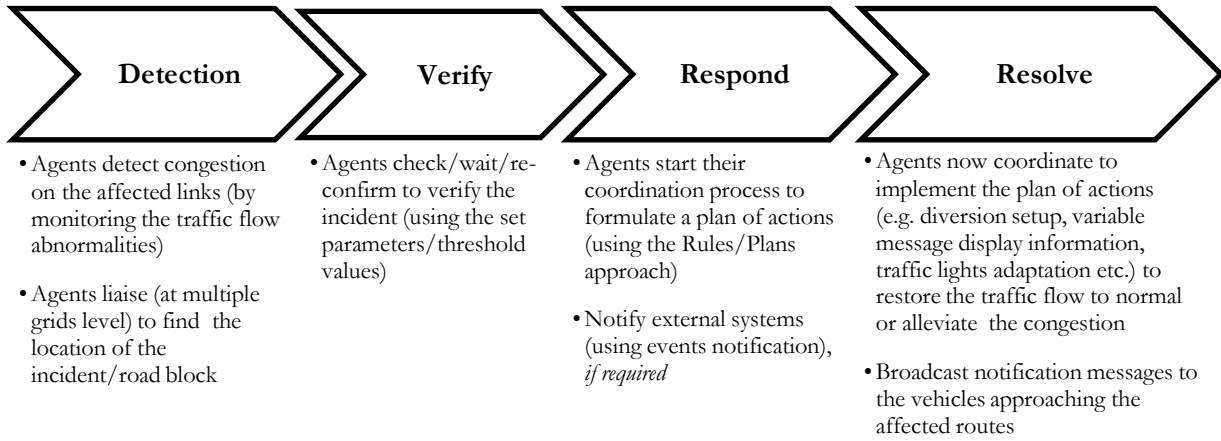 Detection
Verify
Respond
Resolve
• Agents detect congestion
on the affected links (by
monitoring the traffic flow
abnormalities)
• Agents liaise (at multiple
grids level) to find the
location of the
incident/road block
• Agents check/wait/re-
confirm to verify the
incident (using the set
parameters/threshold
values)
• Agents start their
coordination process to
formulate a plan of actions
(using the Rules/Plans
approach)
• Notify external systems
(using events notification),
if required
• Agents now coordinate to
implement the plan of actions
(e.g. diversion setup, variable
message display information,
traffic lights adaptation etc.) to
restore the traffic flow to normal
or alleviate the congestion
• Broadcast notification messages to
the vehicles approaching the
affected routes